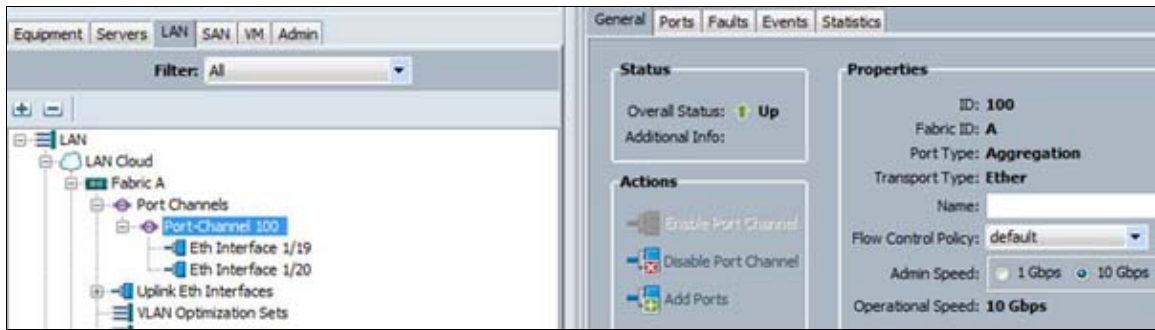 Equipment Servers LAN SAN VM Admin
Filter: All
LAN
LAN Cloud
Fabric A
Port Channels
Port-Channel 100
Eth Interface 1/19
Eth Interface 1/20
Uplink Eth Interfaces
VLAN Optimization Sets
General Ports Faults Events Statistics
Status
Overall Status: Up
Additional Info:
Actions
Enable Port Channel
Disable Port Channel
Add Ports
Properties
ID: 100
Fabric ID: A
Port Type: Aggregation
Transport Type: Ether
Name:
Flow Control Policy: default
Admin Speed: 1 Gbps 10 Gbps
Operational Speed: 10 Gbps